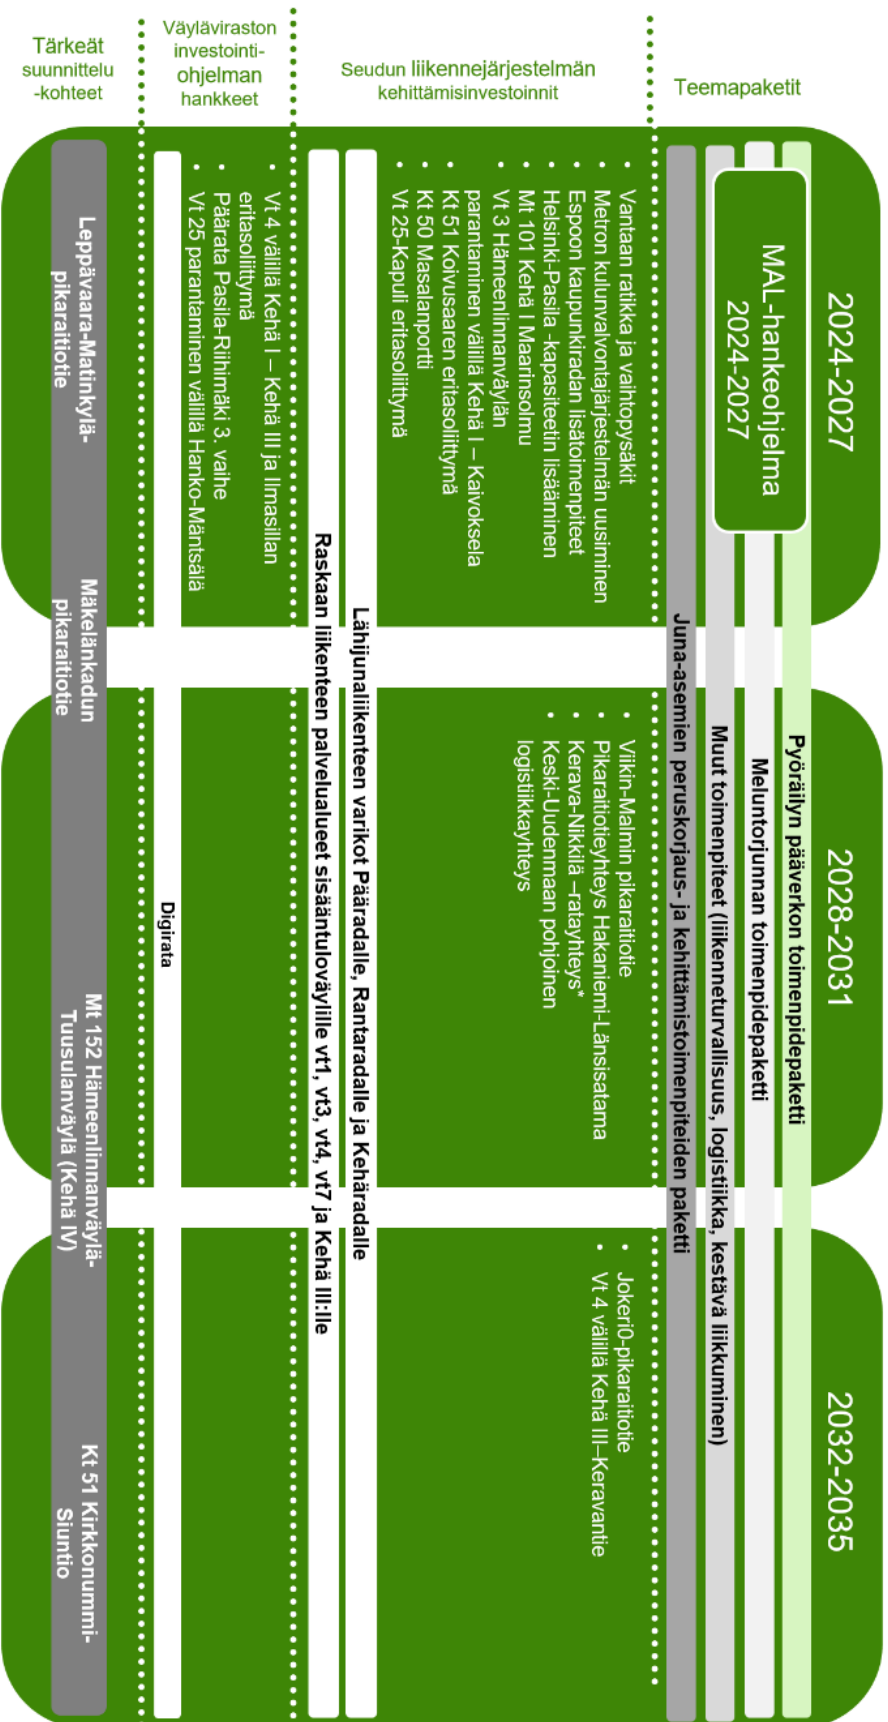 Teemapaketit
Seudun liikennejärjestelmän
kehittämisinvestoinnit
Väyläviraston
investointi-
ohjelman
hankkeet
Tärkeät
suunnittelu
-kohteet
2024-2027
2028-2031
2032-2035
MAL-hankeohjelma
2024-2027
Pyöräilyn pääverkon toimenpidepaketti
Meluntorjunnan toimenpidepaketti
Muut toimenpiteet (liikenneturvallisuus, logistiikka, kestävä liikkuminen)
Juna-asemien peruskorjaus- ja kehittämistoimenpiteiden paketti
• Vantaan ratikka ja vaihtopysäkit
• Metron kulunvalvontajärjestelmän uusiminen
• Espoon kaupunkiradan lisätoimenpiteet
• Helsinki-Pasila -kapasiteetin lisääminen
• Mt 101 Kehä I Maarinsolmu
• Vt 3 Hämeenlinnanväylän
parantaminen välillä Kehä I – Kaivoksela
• Kt 51 Koivusaaren eritasoliittymä
• Kt 50 Masalanportti
• Vt 25-Kapuli eritasoliittymä
• Viikin-Malmin pikaraitiotie
• Pikaraitiotieyhteys Hakaniemi-Länsisatama
• Kerava-Nikkilä –ratayhteys*
• Keski-Uudenmaan pohjoinen
logistiikkayhteys
• Jokeri0-pikaraitiotie
• Vt 4 välillä Kehä III–Keravantie
Lähijunaliikenteen varikot Pääradalle, Rantaradalle ja Kehäradalle
Raskaan liikenteen palvelualueet sisääntuloväylille vt1, vt3, vt4, vt7 ja Kehä III:lle
• Vt 4 välillä Kehä I – Kehä III ja Ilmasillan
eritasoliittymä
• Päärata Pasila-Riihimäki 3. vaihe
• Vt 25 parantaminen välillä Hanko-Mäntsälä
Digirata
Leppävaara-Matinkylä-
pikaraitiotie
Mäkelänkadun
pikaraitiotie
Mt 152 Hämeenlinnanväylä-
Tuusulanväylä (Kehä IV)
Kt 51 Kirkkonummi-
Siuntio